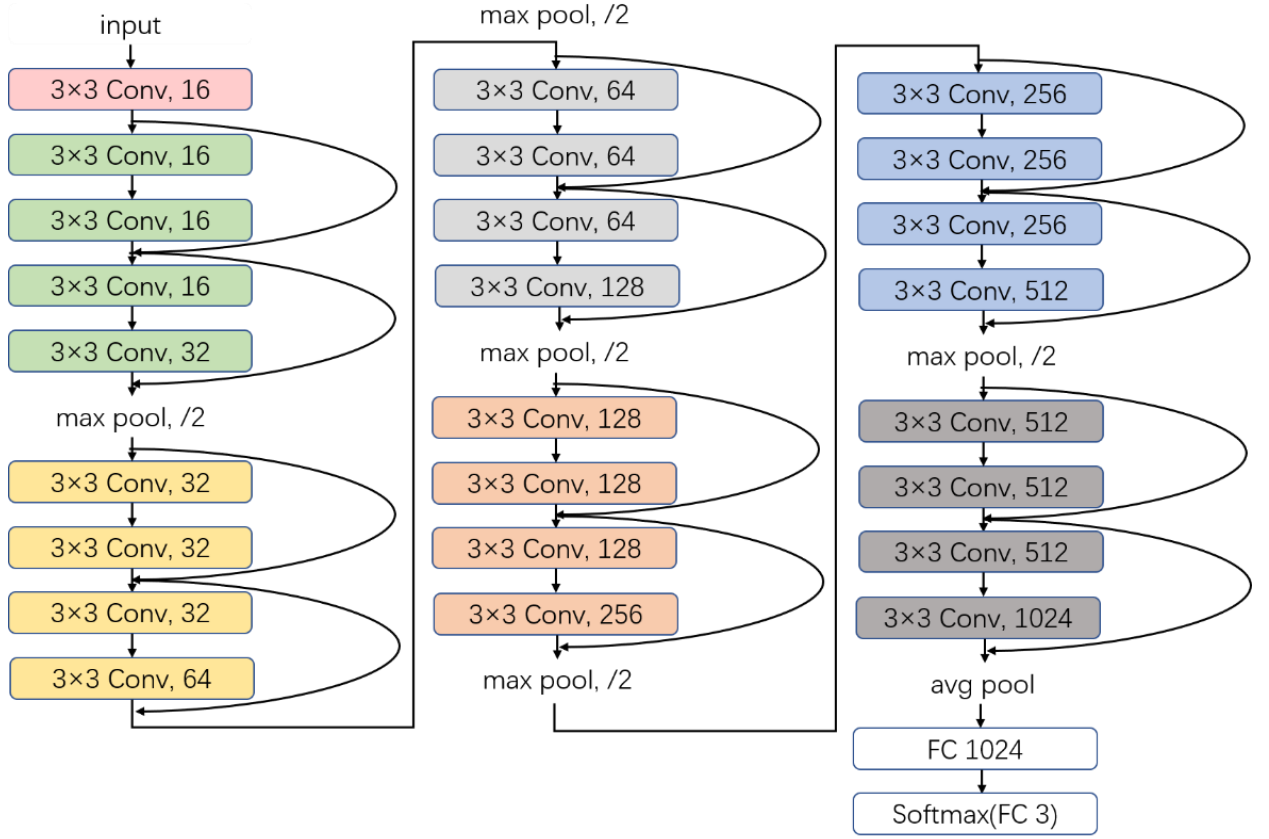 input
3×3 Conv, 16
3×3 Conv, 16
3×3 Conv, 16
3×3 Conv, 16
3×3 Conv, 32
max pool, /2
3×3 Conv, 32
3×3 Conv, 32
3×3 Conv, 32
3×3 Conv, 64
max pool, /2
3×3 Conv, 64
3×3 Conv, 64
3×3 Conv, 64
3×3 Conv, 128
max pool, /2
3×3 Conv, 128
3×3 Conv, 128
3×3 Conv, 128
3×3 Conv, 256
max pool, /2
3×3 Conv, 256
3×3 Conv, 256
3×3 Conv, 256
3×3 Conv, 512
max pool, /2
3×3 Conv, 512
3×3 Conv, 512
3×3 Conv, 512
3×3 Conv, 1024
avg pool
FC 1024
Softmax(FC 3)